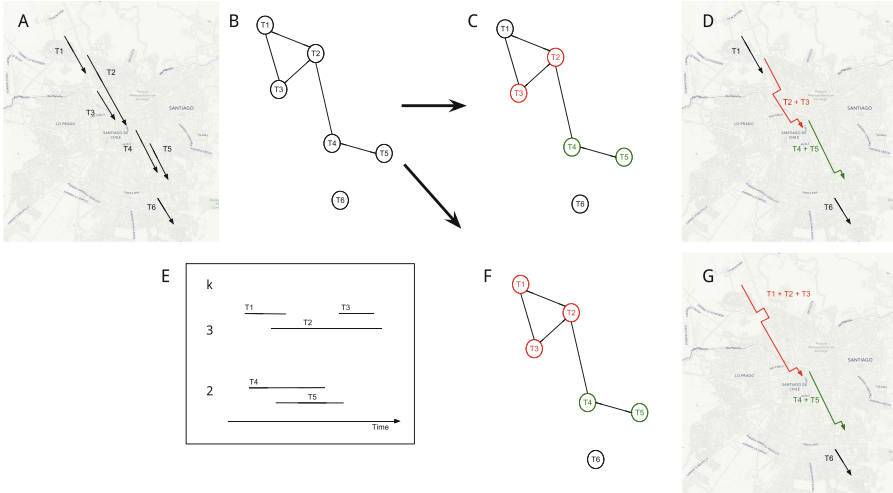 A
T1
T2
T3
T4
T5
T6
SANTIAGO
LO PRADO
SANTIAGO DE
CHILE
B
T1
T2
T3
T4
T5
T6
C
T1
T2
T3
T4
T5
T6
D
T1
T2 + T3
T4 + T5
T6
SANTIAGO
LO PRADO
SANTIAGO DE
CHILE
E
k
T1
T3
3
T2
T4
2
T5
Time
F
T1
T2
T3
T4
T5
T6
G
T1 + T2 + T3
T4 + T5
T6
SANTIAGO
LO PRADO
SANTIAGO DE
CHILE